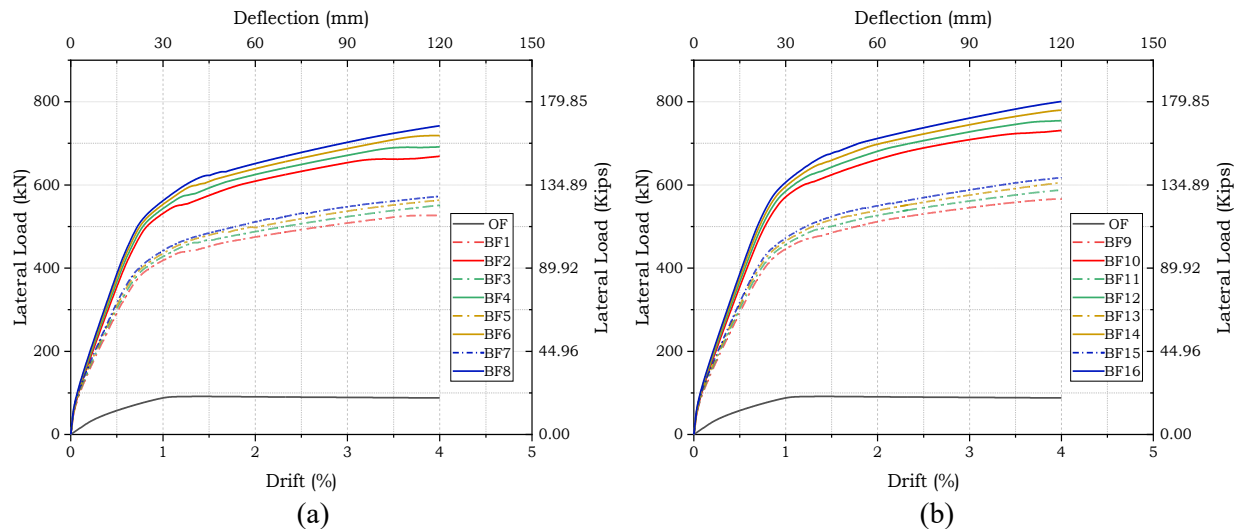 Deflection (mm)
0 30 60 90 120 150
800
600
400
200
0
Lateral Load (kN)
179.85
134.89
89.92
44.96
0.00
Lateral Load (Kips)
OF
BF1
BF2
BF3
BF4
BF5
BF6
BF7
BF8
0 1 2 3 4 5
Drift (%)
(a)
Deflection (mm)
0 30 60 90 120 150
800
600
400
200
0
Lateral Load (kN)
179.85
134.89
89.92
44.96
0.00
Lateral Load (Kips)
OF
BF9
BF10
BF11
BF12
BF13
BF14
BF15
BF16
0 1 2 3 4 5
Drift (%)
(b)